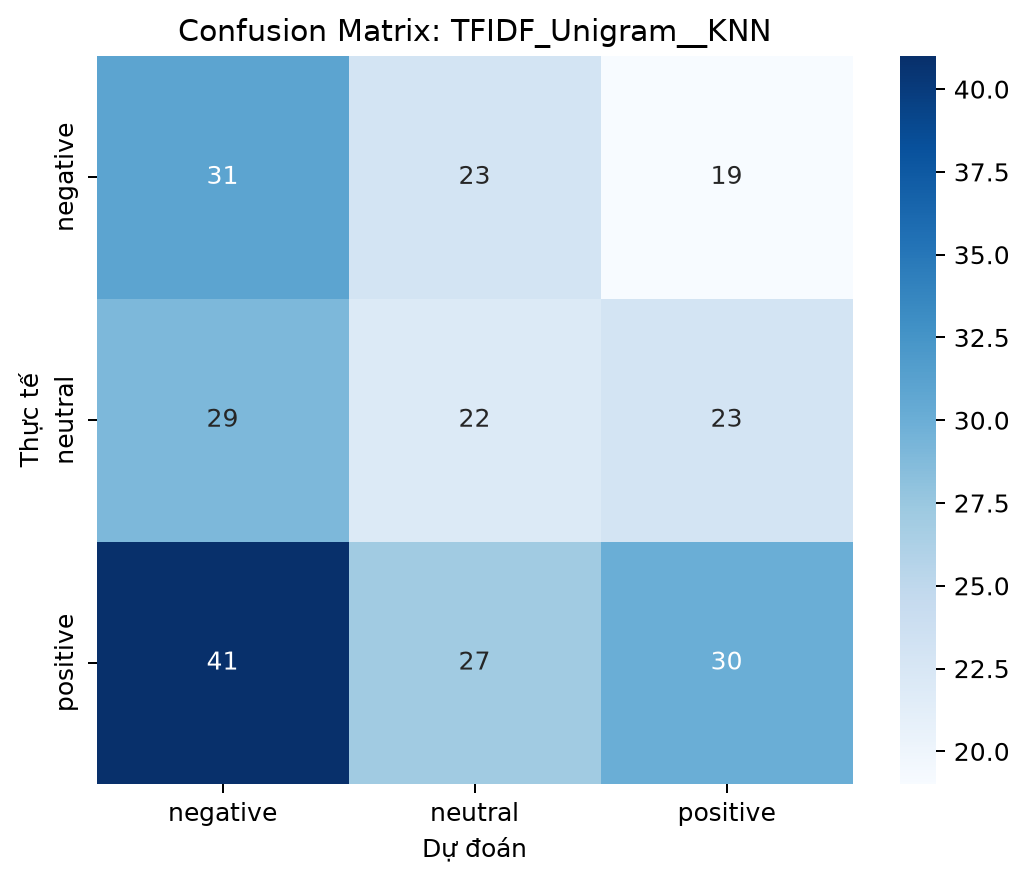 Confusion Matrix: TFIDF_Unigram__KNN
Thực tế
negative
31 23 19
neutral
29 22 23
positive
41 27 30
negative neutral positive
Dự đoán
40.0
37.5
35.0
32.5
30.0
27.5
25.0
22.5
20.0